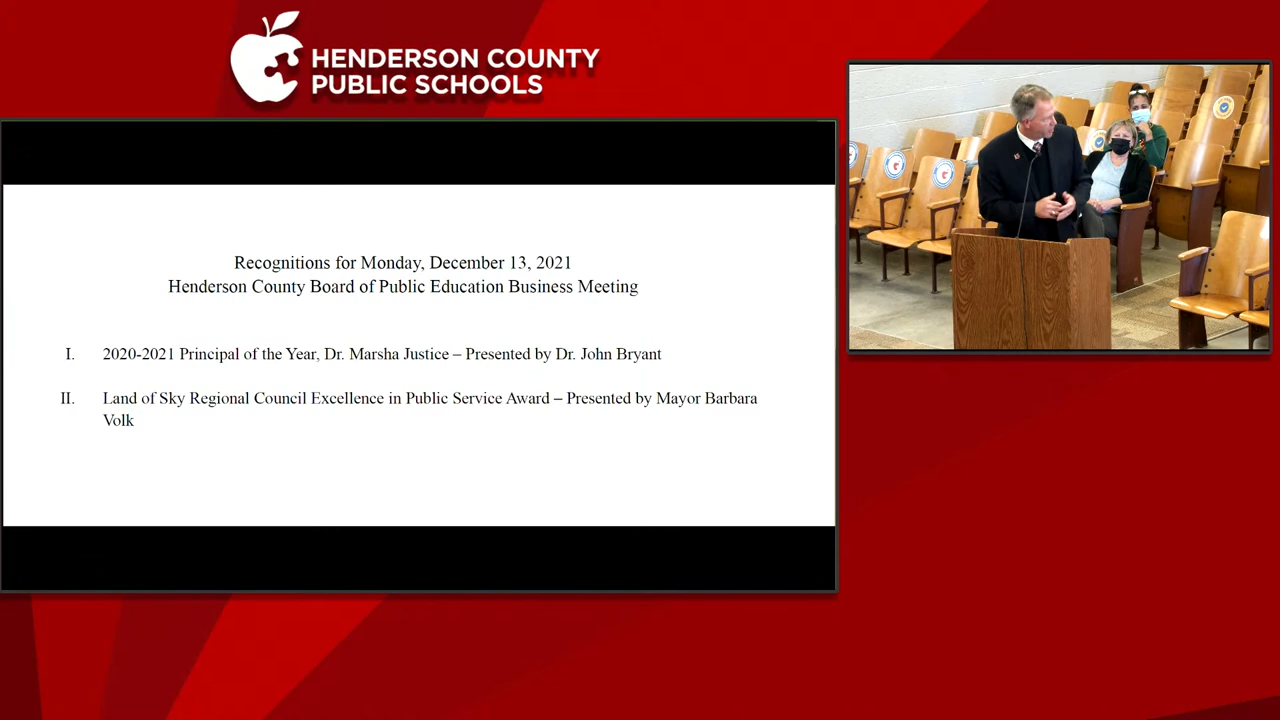 HENDERSON COUNTY
PUBLIC SCHOOLS
Recognitions for Monday, December 13, 2021
Henderson County Board of Public Education Business Meeting
I. 2020-2021 Principal of the Year, Dr. Marsha Justice – Presented by Dr. John Bryant
II. Land of Sky Regional Council Excellence in Public Service Award – Presented by Mayor Barbara
Volk